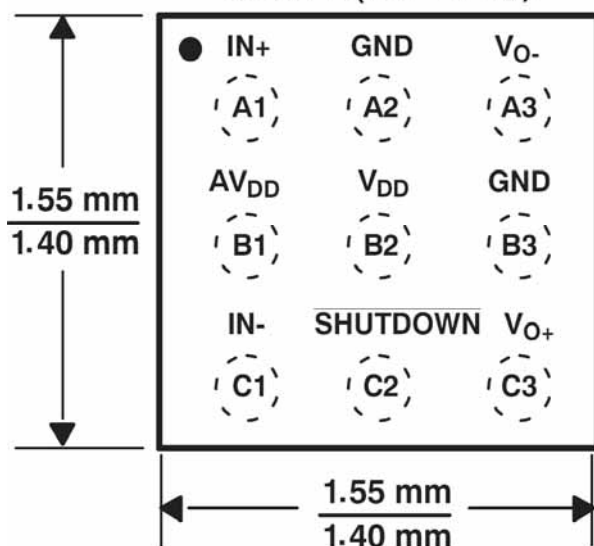 IN+ GND VO-
A1 A2 A3
AVDD VDD GND
1.55 mm
1.40 mm
B1 B2 B3
IN- SHUTDOWN VO+
C1 C2 C3
1.55 mm
1.40 mm